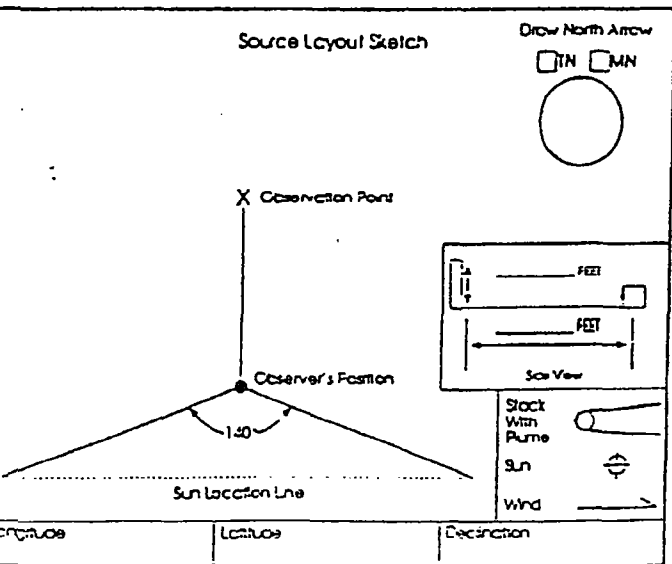 Source Layout Sketch
Draw North Arrow
TN MN
X Observation Point
FEET
FEET
Side View
Observer's Position
140
Sun Location Line
Stack
With
Plume
Sun
Wind
Longitude
Latitude
Declination